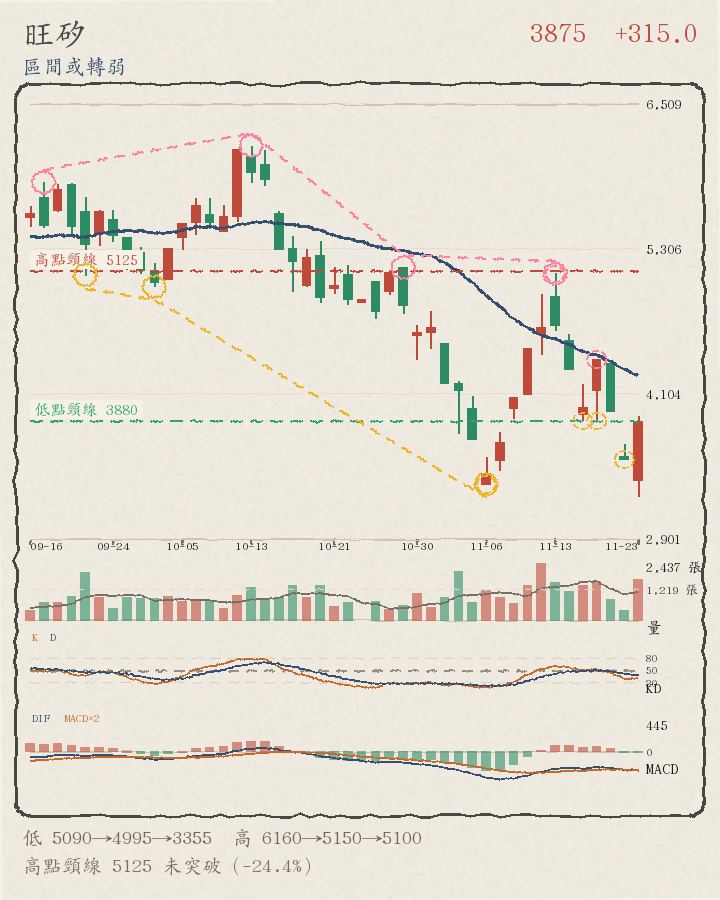 旺矽
3875 +315.0
區間或轉弱
6.509
高點頸線 5125
5,306
4,104
低點頸線 3880
2,901
09-16 09-24 10-05 10-13 10-21 10-30 11-06 11-13 11-23
2,437 張
1,219 張
量
K D
80
50
20
KD
DIF MACD×2
445
0
MACD
低 5090→4995→3355 高 6160→5150→5100
高點頸線 5125 未突破 (-24.4%)